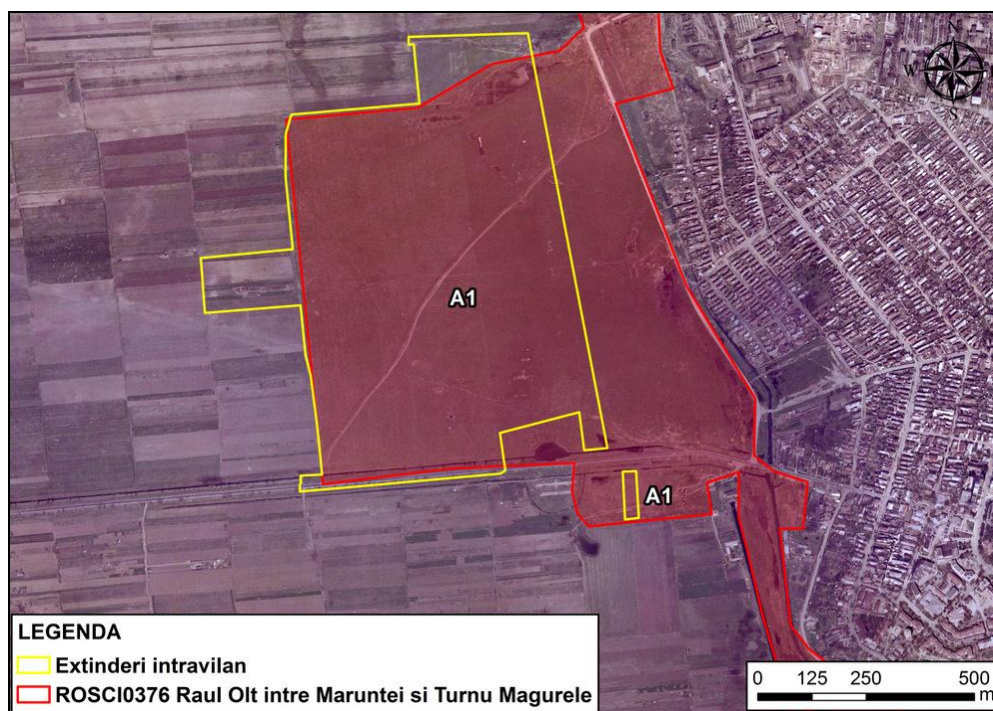 N
W E
S
A1
A1
LEGENDA
Extinderi intravilan
ROSCI0376 Raul Olt intre Maruntei si Turnu Magurele
0 125 250 500
m